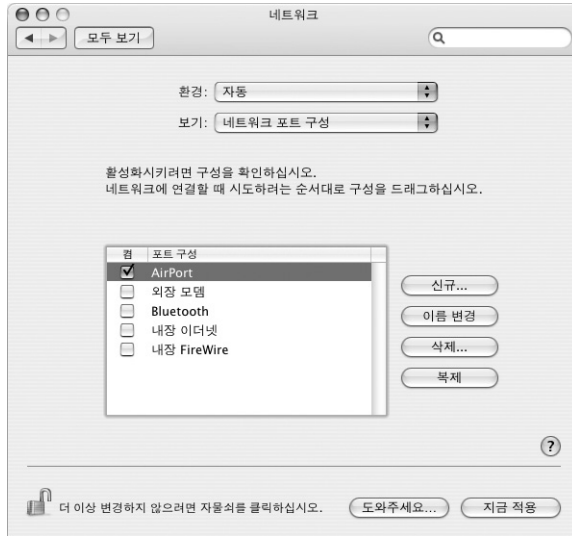 네트워크
모두 보기
환경: 자동
보기: 네트워크 포트 구성
활성화시키려면 구성을 확인하십시오.
네트워크에 연결할 때 시도하려는 순서대로 구성을 드래그하십시오.
켬 포트 구성
AirPort
외장 모뎀
Bluetooth
내장 이더넷
내장 FireWire
신규...
이름 변경
삭제...
복제
?
더 이상 변경하지 않으려면 자물쇠를 클릭하십시오.
도와주세요...
지금 적용